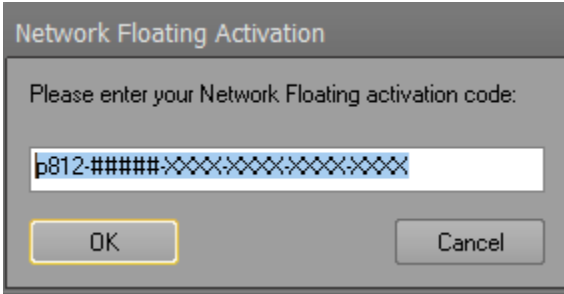 Network Floating Activation
Please enter your Network Floating activation code:
p812-#####-XXXX-XXXX-XXXX-XXXX
OK
Cancel